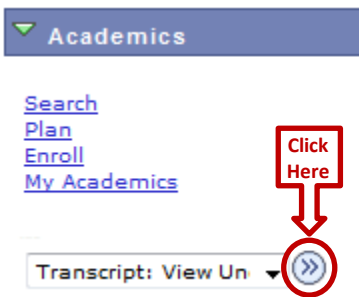 Academics
Search
Plan
Enroll
My Academics
Click
Here
Transcript: View Un